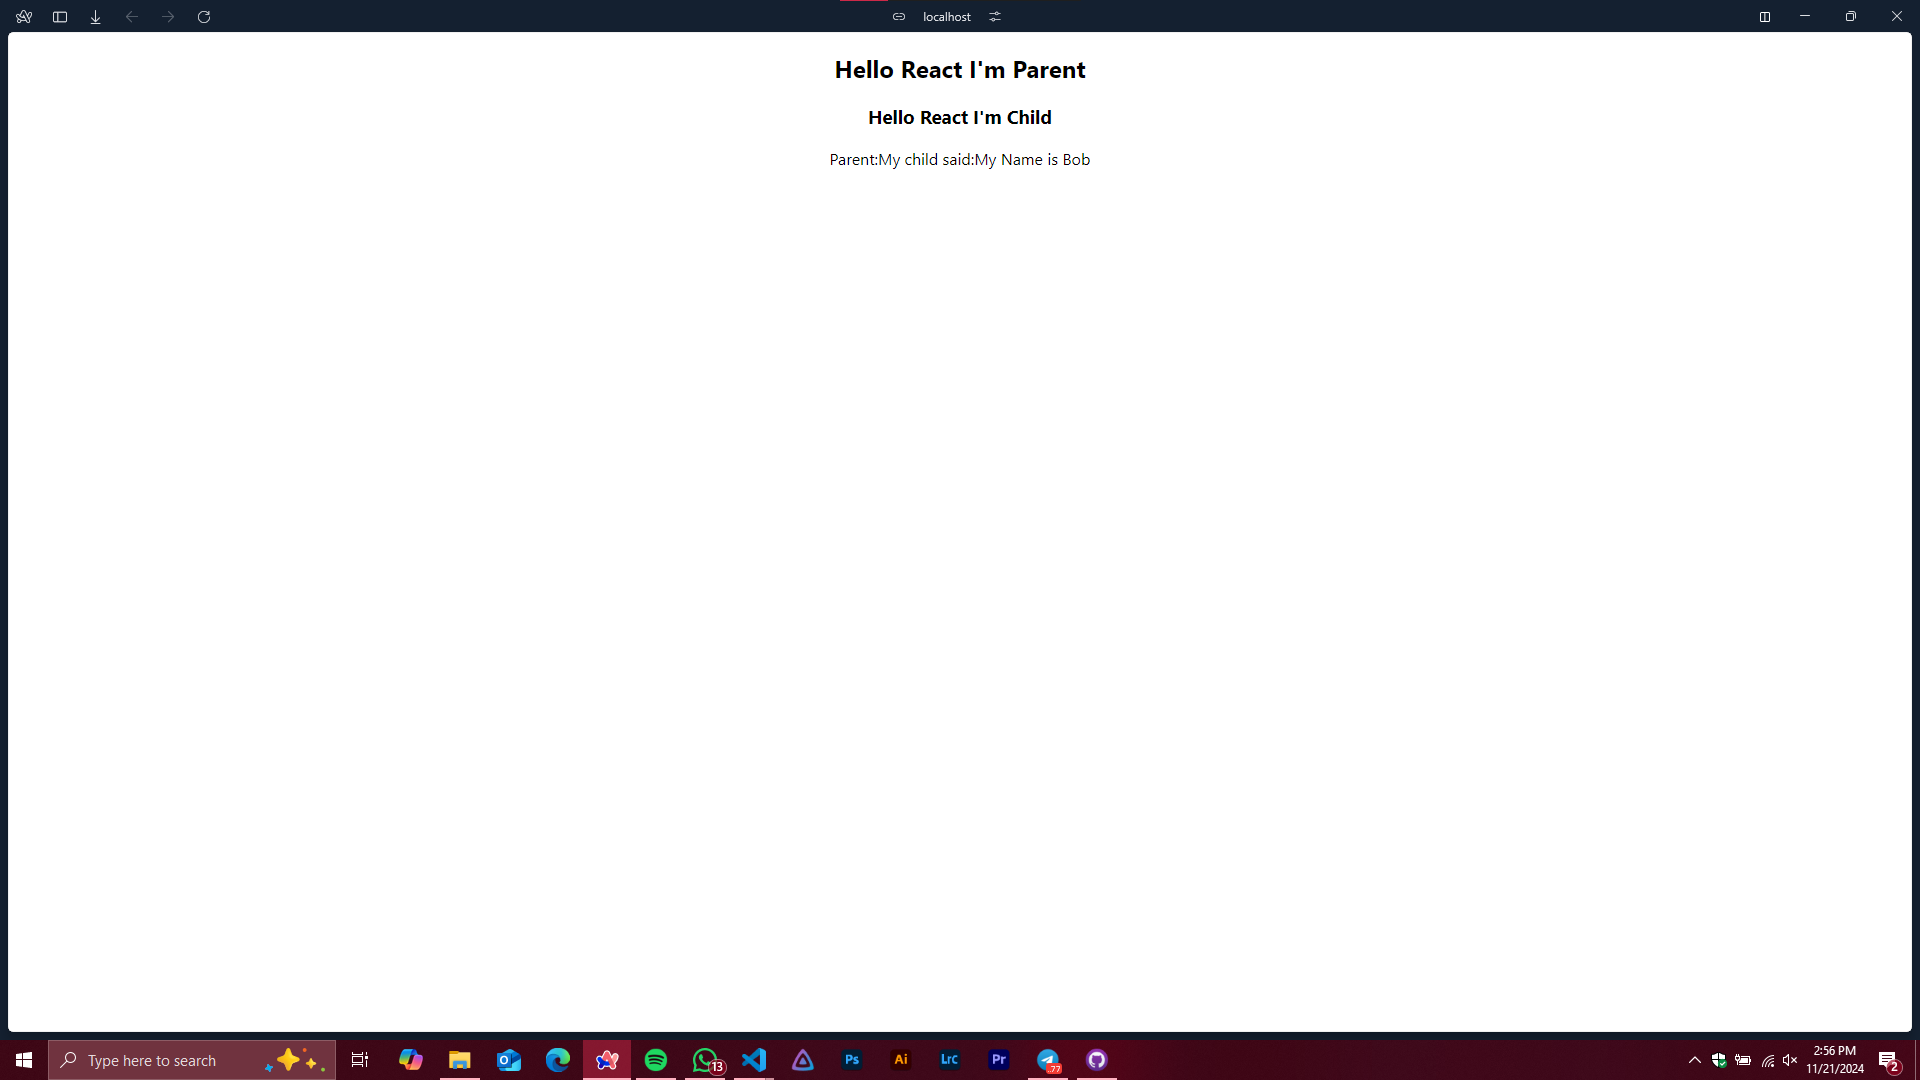 localhost
Hello React I'm Parent
Hello React I'm Child
Parent:My child said:My Name is Bob
Type here to search
13
Ps
Ai
Lrc
Pr
.77
2:56 PM
11/21/2024
2